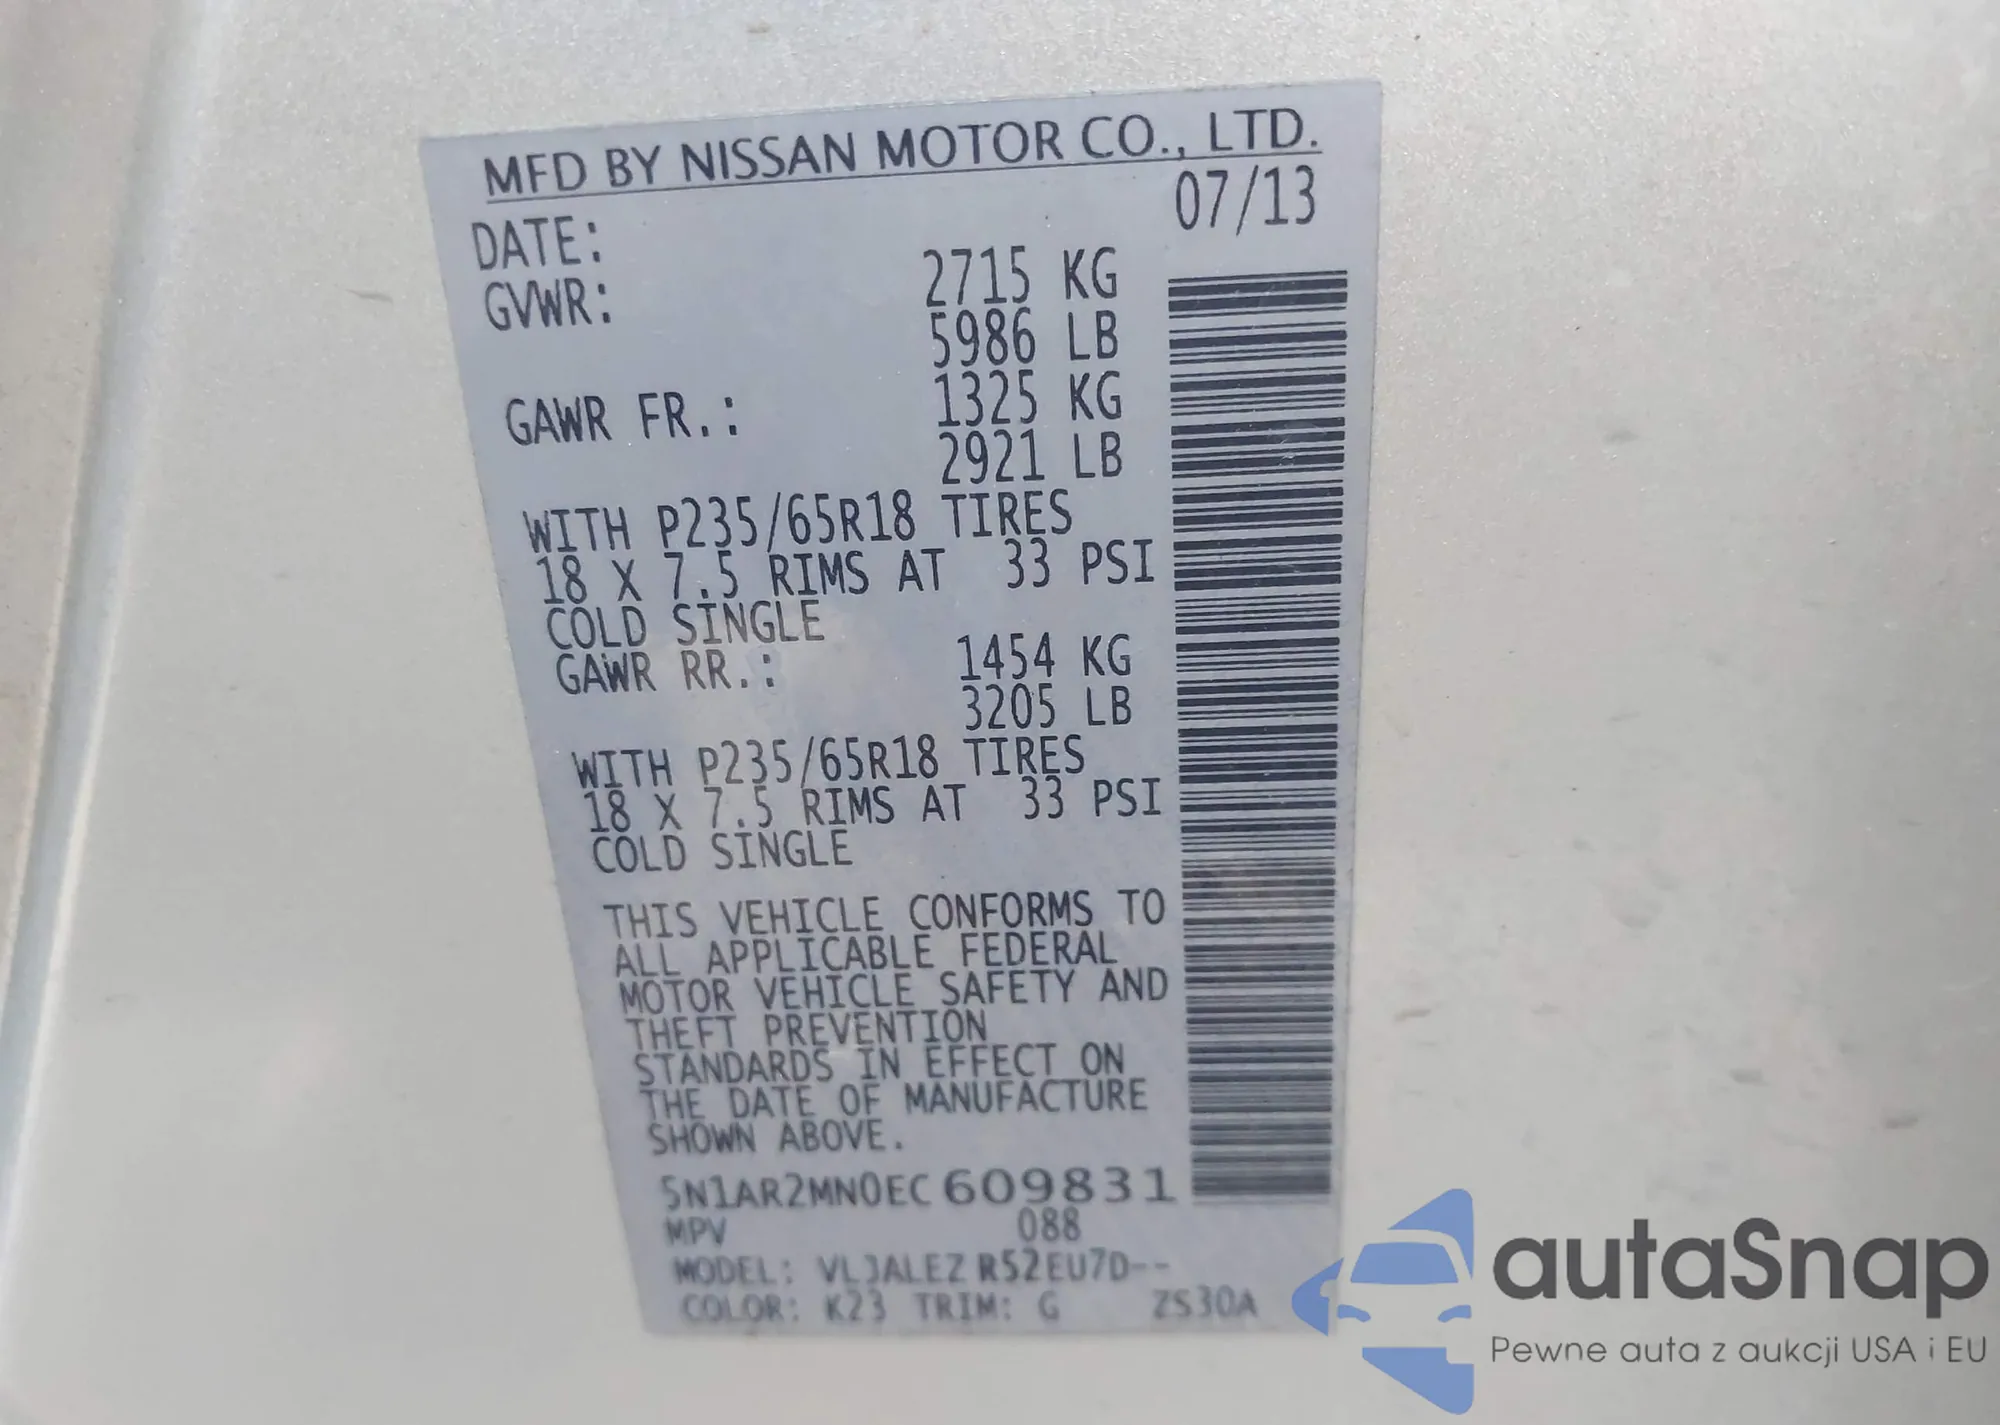 MFD BY NISSAN MOTOR CO., LTD.
DATE: 07/13
GVWR: 2715 KG
5986 LB
GAWR FR.: 1325 KG
2921 LB
WITH P235/65R18 TIRES
18 X 7.5 RIMS AT 33 PSI
COLD SINGLE
GAWR RR.: 1454 KG
3205 LB
WITH P235/65R18 TIRES
18 X 7.5 RIMS AT 33 PSI
COLD SINGLE
THIS VEHICLE CONFORMS TO
ALL APPLICABLE FEDERAL
MOTOR VEHICLE SAFETY AND
THEFT PREVENTION
STANDARDS IN EFFECT ON
THE DATE OF MANUFACTURE
SHOWN ABOVE.
5N1AR2MN0EC609831
MPV 088
MODEL: VLJALEZ R52EU7D--
COLOR: K23 TRIM: G ZS30A
autaSnap
Pewne auta z aukcji USA i EU